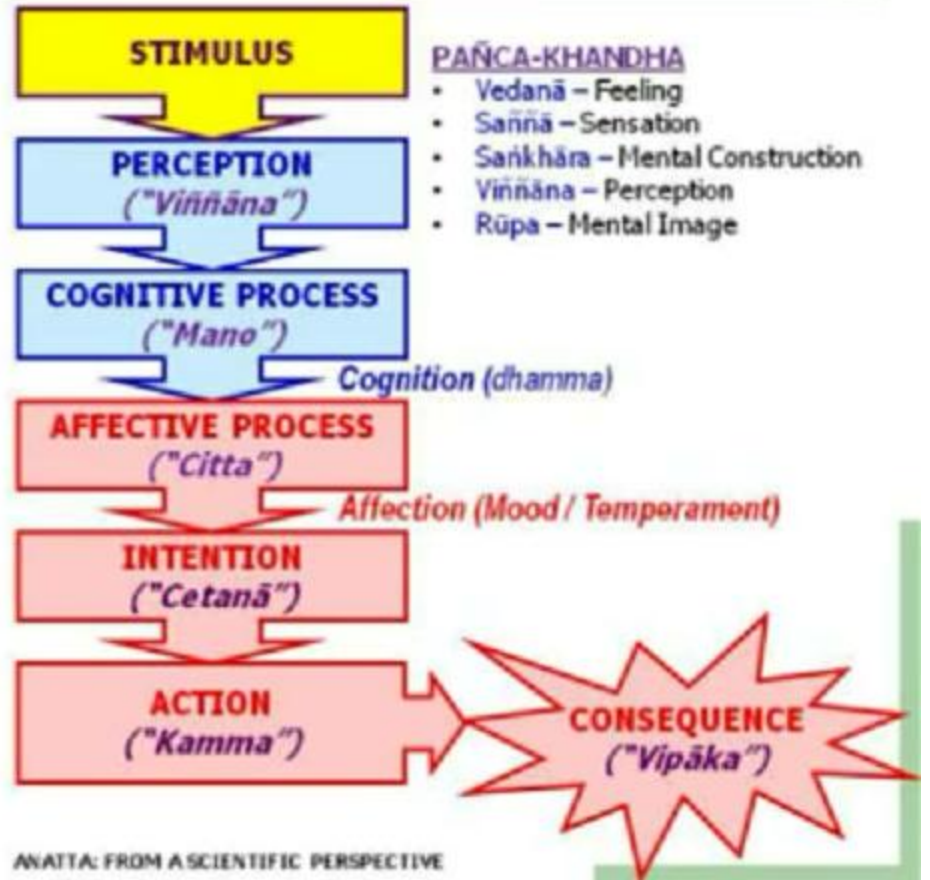 STIMULUS
PAÑCA-KHANDHA
• Vedanā – Feeling
• Saññā – Sensation
• Saṅkhāra – Mental Construction
• Viññāna – Perception
• Rūpa – Mental Image
PERCEPTION
("Viññāna")
COGNITIVE PROCESS
("Mano")
Cognition (dhamma)
AFFECTIVE PROCESS
("Citta")
Affection (Mood / Temperament)
INTENTION
("Cetanā")
ACTION
("Kamma")
CONSEQUENCE
("Vipāka")
ANATTA: FROM A SCIENTIFIC PERSPECTIVE